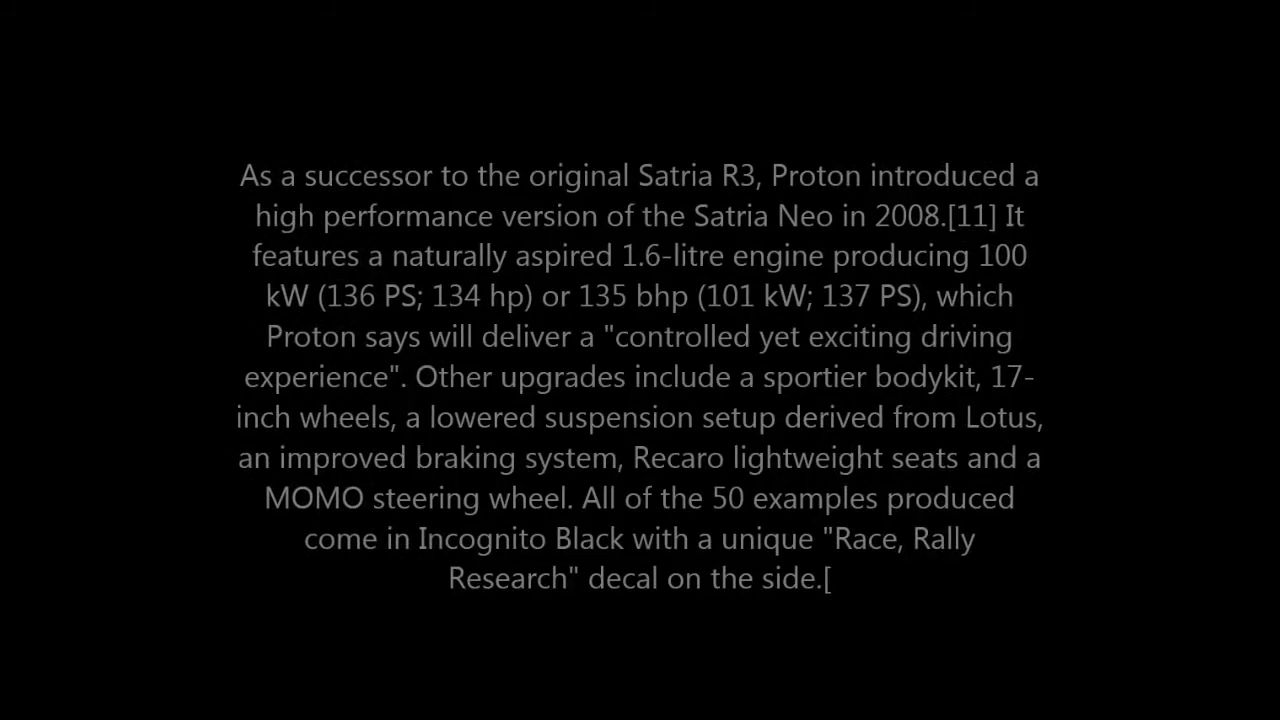 As a successor to the original Satria R3, Proton introduced a
high performance version of the Satria Neo in 2008.[11] It
features a naturally aspired 1.6-litre engine producing 100
kW (136 PS; 134 hp) or 135 bhp (101 kW; 137 PS), which
Proton says will deliver a "controlled yet exciting driving
experience". Other upgrades include a sportier bodykit, 17-
inch wheels, a lowered suspension setup derived from Lotus,
an improved braking system, Recaro lightweight seats and a
MOMO steering wheel. All of the 50 examples produced
come in Incognito Black with a unique "Race, Rally
Research" decal on the side.[